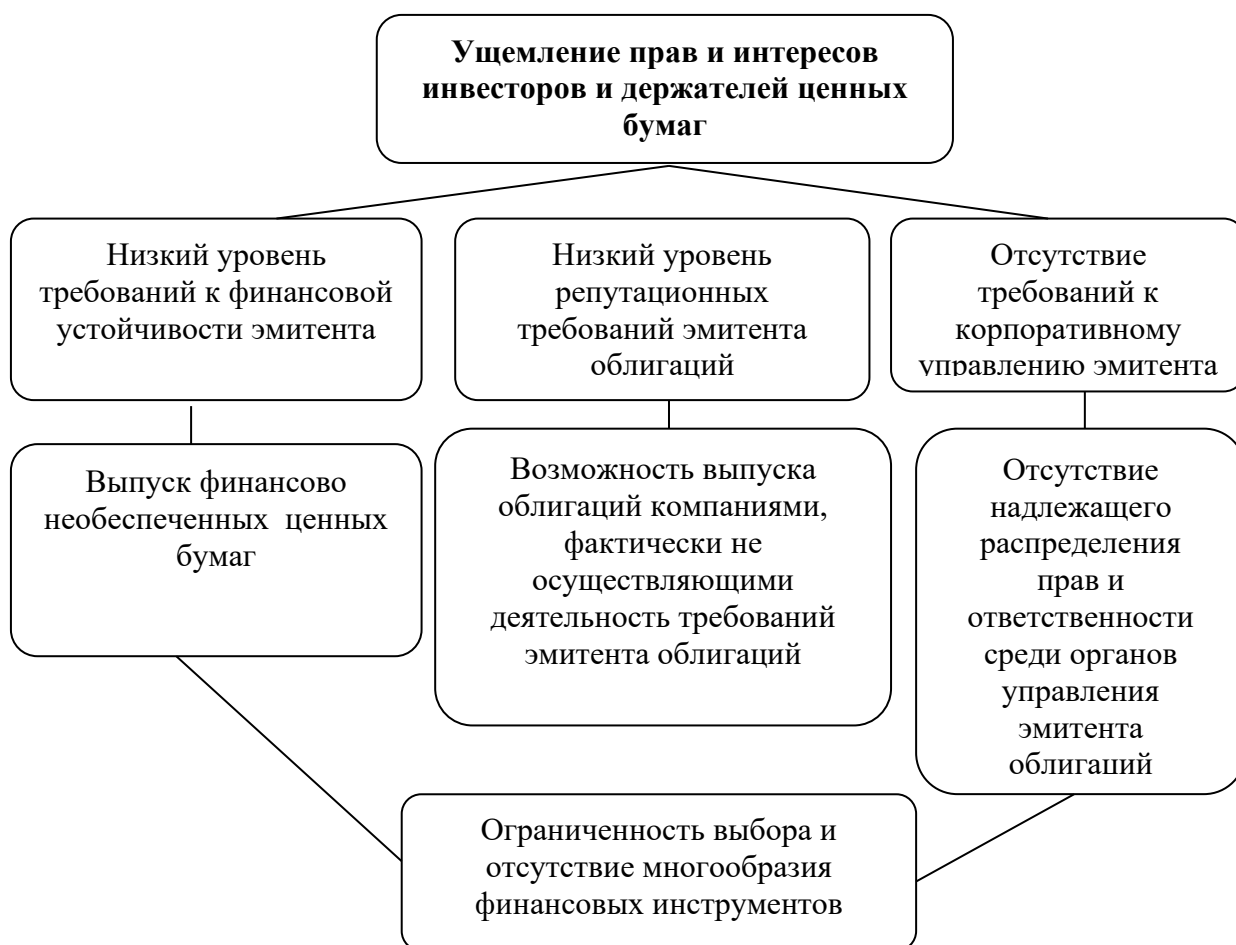 Ущемление прав и интересов
инвесторов и держателей ценных
бумаг
Низкий уровень
требований к финансовой
устойчивости эмитента
Низкий уровень
репутационных
требований эмитента
облигаций
Отсутствие
требований к
корпоративному
управлению эмитента
Выпуск финансово
необеспеченных ценных
бумаг
Возможность выпуска
облигаций компаниями,
фактически не
осуществляющими
деятельность требований
эмитента облигаций
Отсутствие
надлежащего
распределения
прав и
ответственности
среди органов
управления
эмитента
облигаций
Ограниченность выбора и
отсутствие многообразия
финансовых инструментов